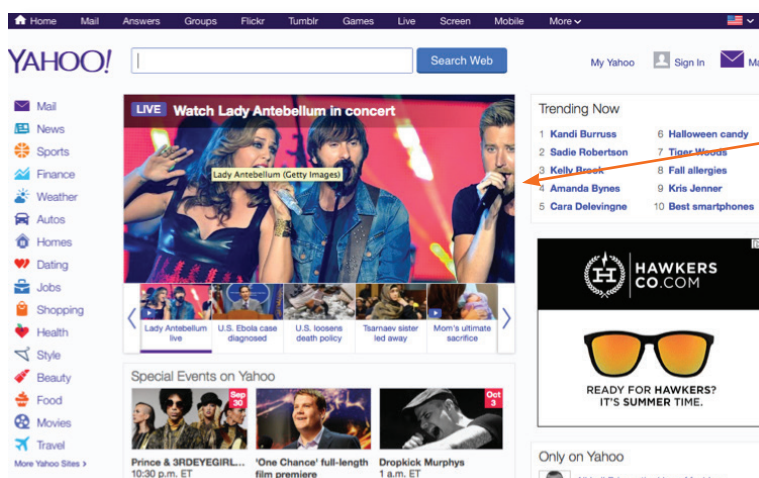 Home Mail Answers Groups Flickr Tumblr Games Live Screen Mobile More
YAHOO!
Search Web
My Yahoo Sign In
Mail
News
Sports
Finance
Weather
Autos
Homes
Dating
Jobs
Shopping
Health
Style
Beauty
Food
Movies
Travel
More Yahoo Sites >
LIVE Watch Lady Antebellum in concert
Lady Antebellum (Getty Images)
Lady Antebellum
live
U.S. Ebola case
diagnosed
U.S. loosens
death policy
Tsarnaev sister
led away
Mom's ultimate
sacrifice
Special Events on Yahoo
Sep
30
Oct
3
Prince & 3RDEYEGIRL...
10:30 p.m. ET
'One Chance' full-length
film premiere
Dropkick Murphys
1 a.m. ET
Trending Now
1 Kandi Burruss
2 Sadie Robertson
3 Kelly Brook
4 Amanda Bynes
5 Cara Delevingne
6 Halloween candy
7 Tiger Woods
8 Fall allergies
9 Kris Jenner
10 Best smartphones
H
HAWKERS
CO.COM
READY FOR HAWKERS?
IT'S SUMMER TIME.
Only on Yahoo